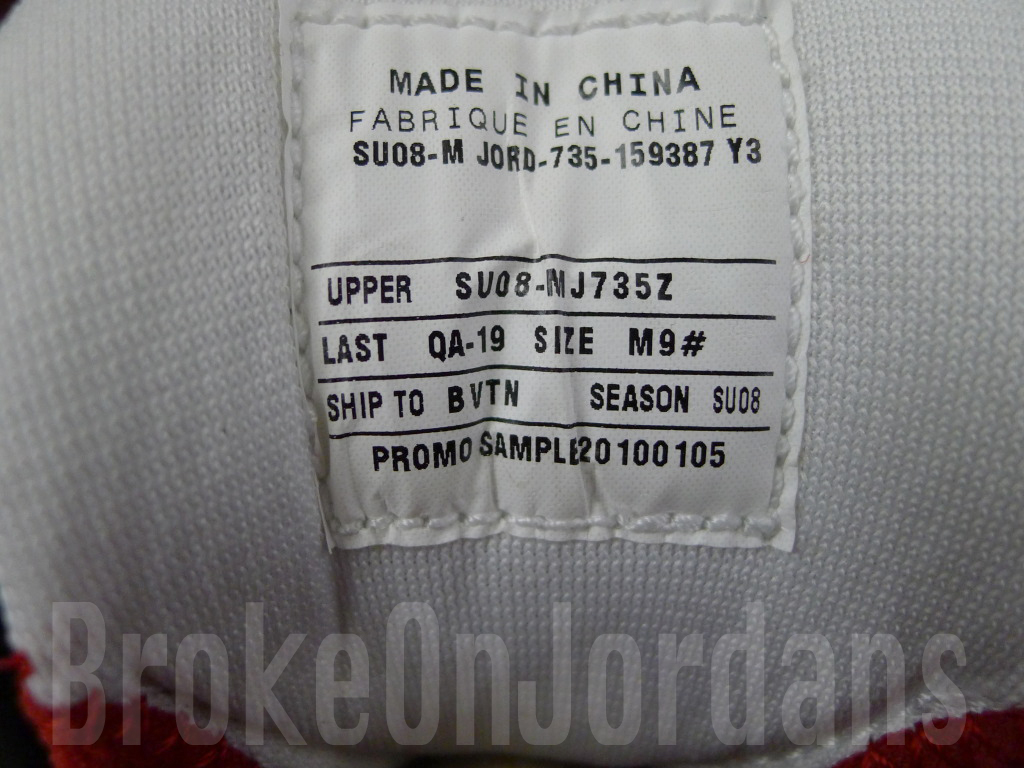 MADE IN CHINA
FABRIQUE EN CHINE
SU08-M JORD-735-159387 Y3
UPPER SU08-MJ735Z
LAST QA-19 SIZE M9#
SHIP TO BVTN SEASON SU08
PROMO SAMPLE20100105
BrokeOnJordans